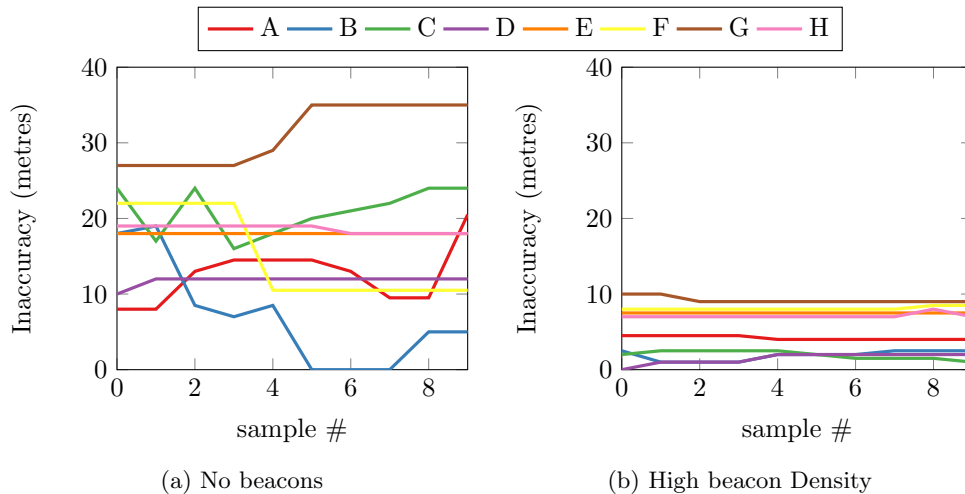 A B C D E F G H
40
30
20
10
0
Inaccuracy (metres)
0 2 4 6 8
sample #
(a) No beacons
40
30
20
10
0
Inaccuracy (metres)
0 2 4 6 8
sample #
(b) High beacon Density